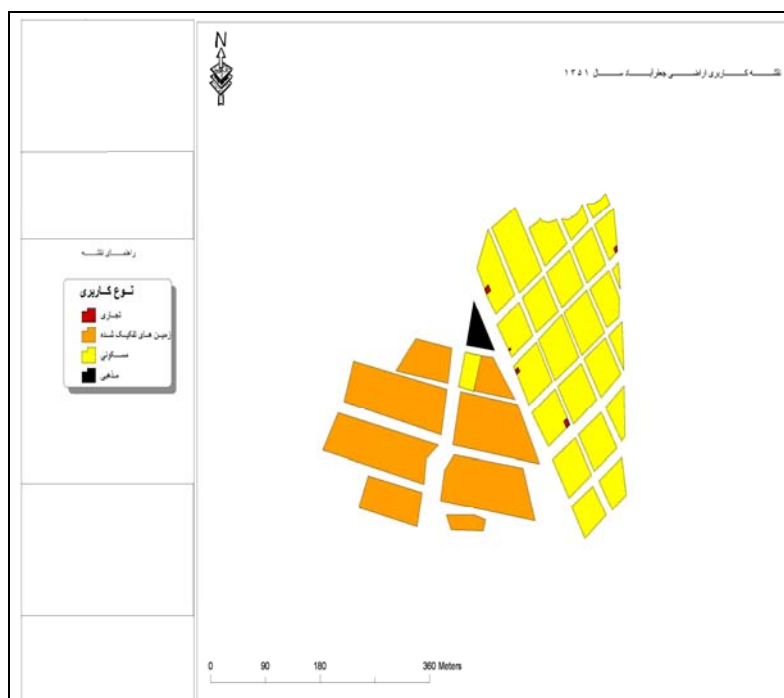 N
نقشه کاربری اراضی جعفرآباد سال ۱۳۵۱
راهنمای نقشه
نوع کاربری
تجاری
زمین های تفکیک شده
مسکونی
مذهبی
0 90 180 360 Meters